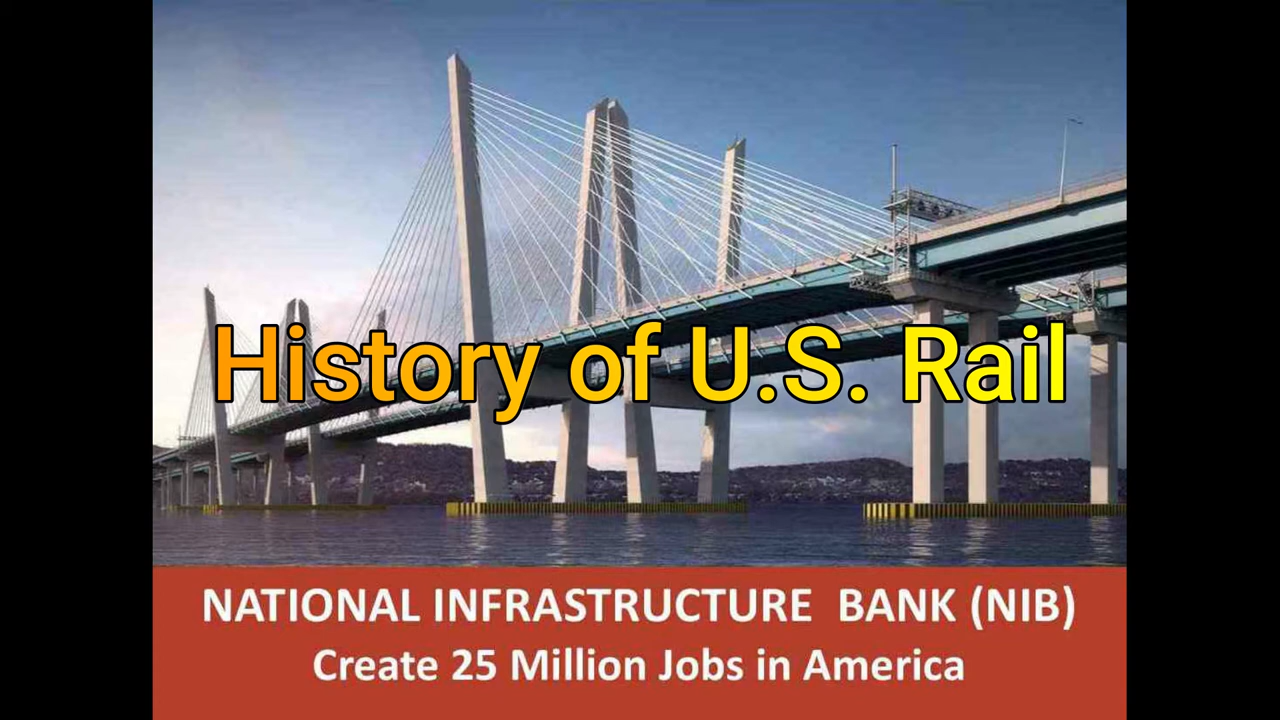 History of U.S. Rail
NATIONAL INFRASTRUCTURE BANK (NIB)
Create 25 Million Jobs in America